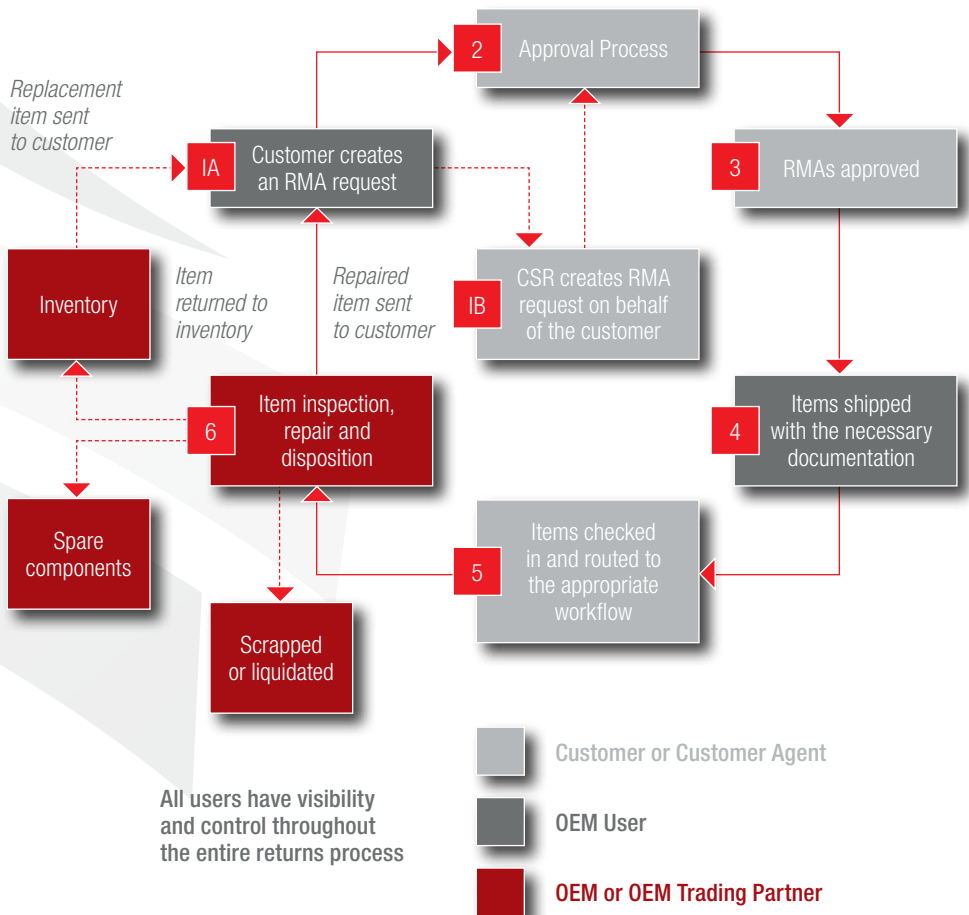 2
Approval Process
Replacement
item sent
to customer
IA
Customer creates
an RMA request
3
RMAs approved
Inventory
Item
returned to
inventory
Repaired
item sent
to customer
IB
CSR creates RMA
request on behalf
of the customer
6
Item inspection,
repair and
disposition
4
Items shipped
with the necessary
documentation
Spare
components
5
Items checked
in and routed to
the appropriate
workflow
Scrapped
or liquidated
All users have visibility
and control throughout
the entire returns process
Customer or Customer Agent
OEM User
OEM or OEM Trading Partner